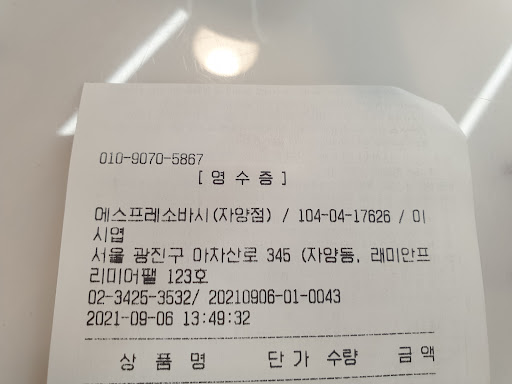 010-9070-5867
[ 영 수 증 ]
에스프레소바시(자양점) / 104-04-17626 / 이
시엽
서울 광진구 아차산로 345 (자양동, 래미안프
리미어팰 123호
02-3425-3532/ 20210906-01-0043
2021-09-06 13:49:32
상 품 명 단 가 수량 금 액